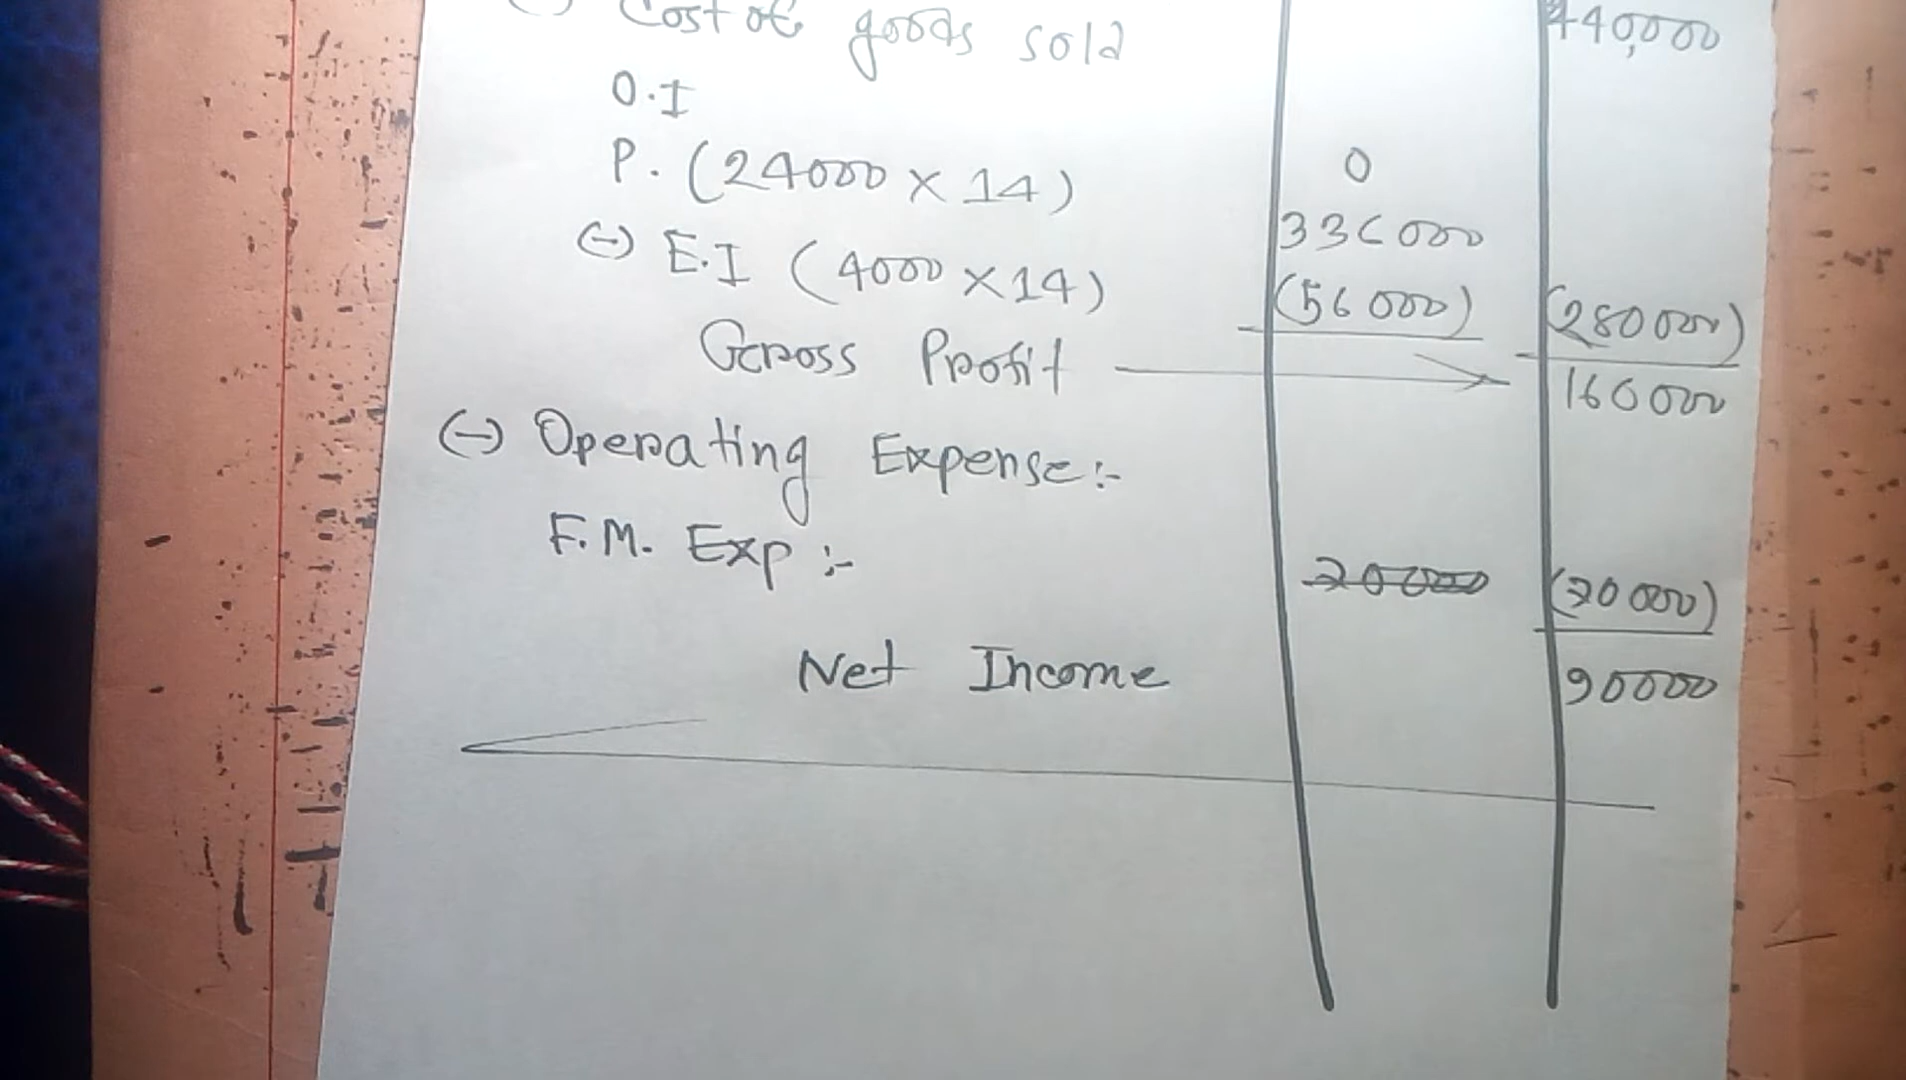 (-) Cost of goods sold 440,000
O.I 0
P. (24000 × 14) 336000
(-) E.I (4000 × 14) (56000) (280000)
Gross Profit 160000
(-) Operating Expense:-
F.M. Exp :- 70000 (70000)
Net Income 90000